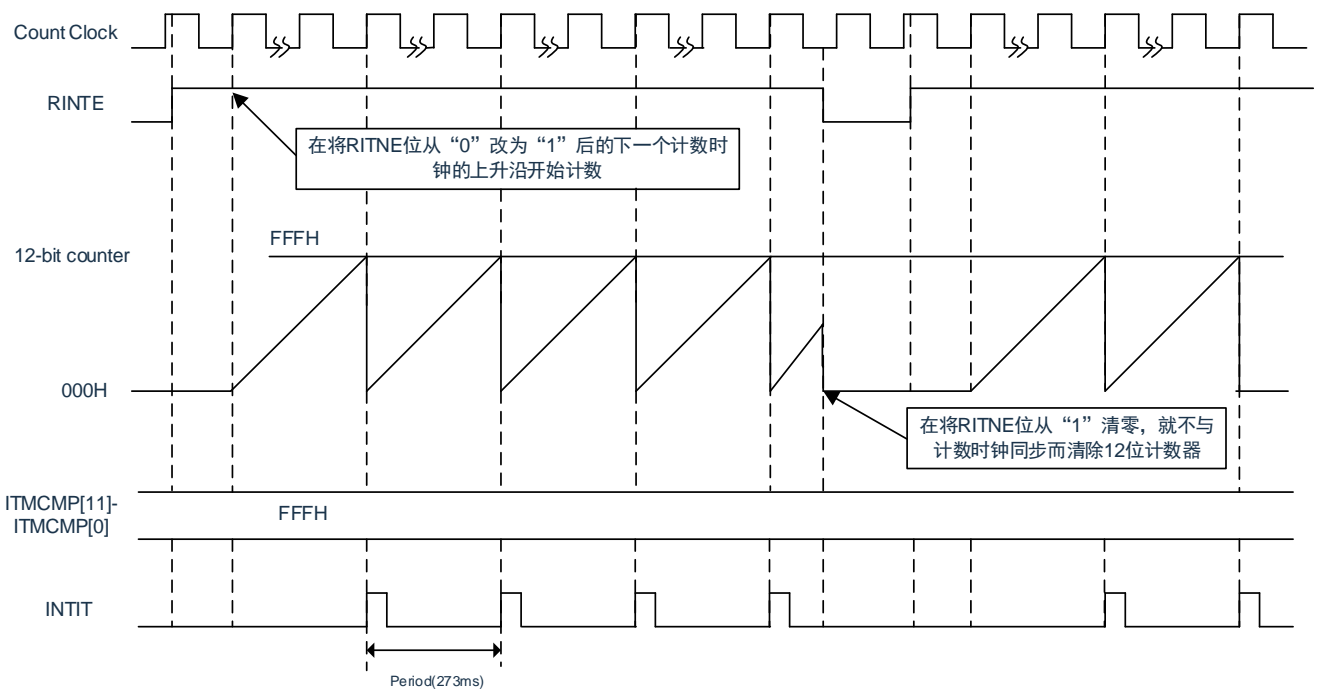 Count Clock
RINTE
在将RITNE位从“0”改为“1”后的下一个计数时
钟的上升沿开始计数
FFFH
12-bit counter
000H
在将RITNE位从“1”清零，就不与
计数时钟同步而清除12位计数器
ITMCMP[11]-
ITMCMP[0]
FFFH
INTIT
Period(273ms)